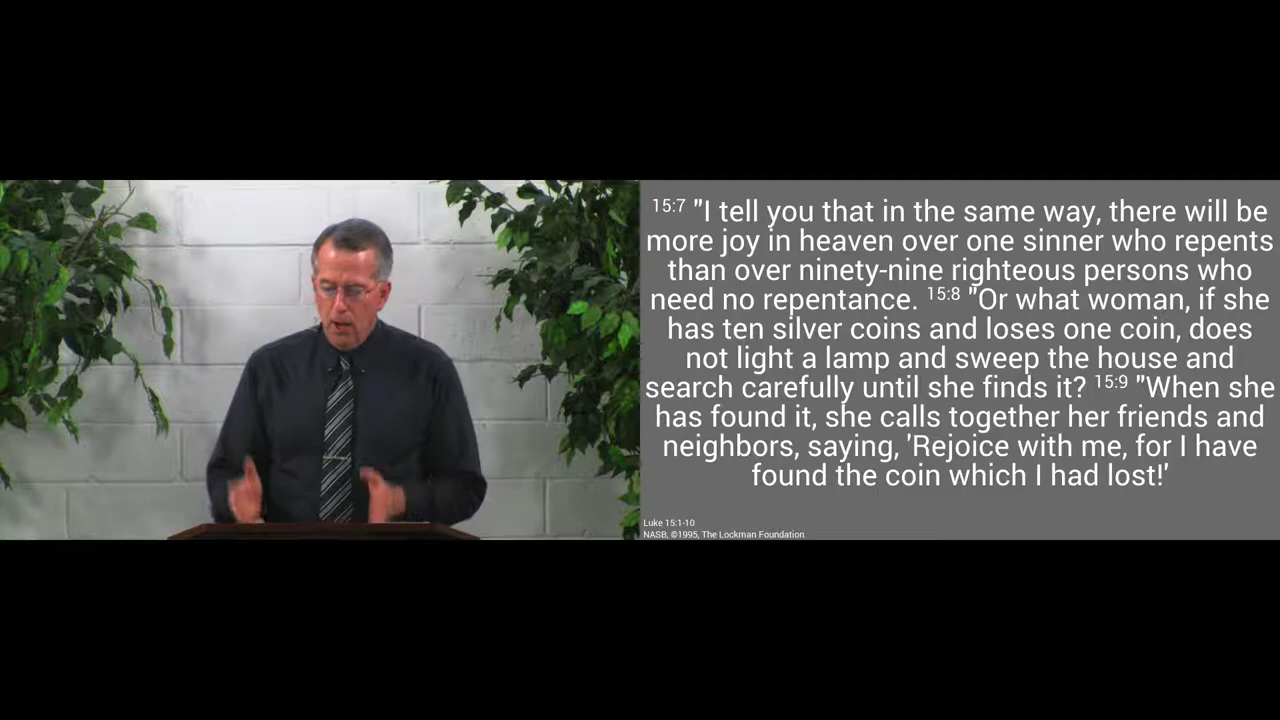 15:7 "I tell you that in the same way, there will be
more joy in heaven over one sinner who repents
than over ninety-nine righteous persons who
need no repentance. 15:8 "Or what woman, if she
has ten silver coins and loses one coin, does
not light a lamp and sweep the house and
search carefully until she finds it? 15:9 "When she
has found it, she calls together her friends and
neighbors, saying, 'Rejoice with me, for I have
found the coin which I had lost!'
Luke 15:1-10
NASB, ©1995, The Lockman Foundation